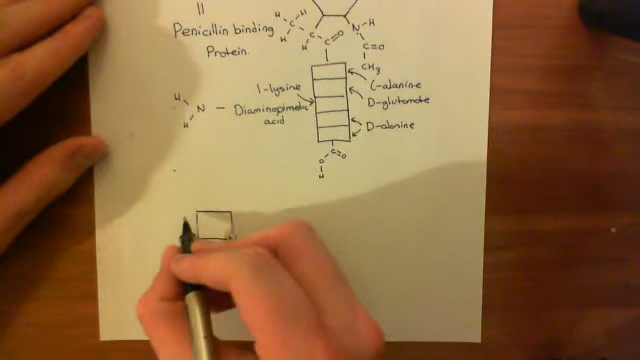 ||
Penicillin binding
Protein.
H
H
C
H
C
H
C
O
N
H
C=O
CH3
l-lysine
Diaminopimelic
acid
H
N
H
L-alanine
D-glutamate
D-alanine
C
O
O
H